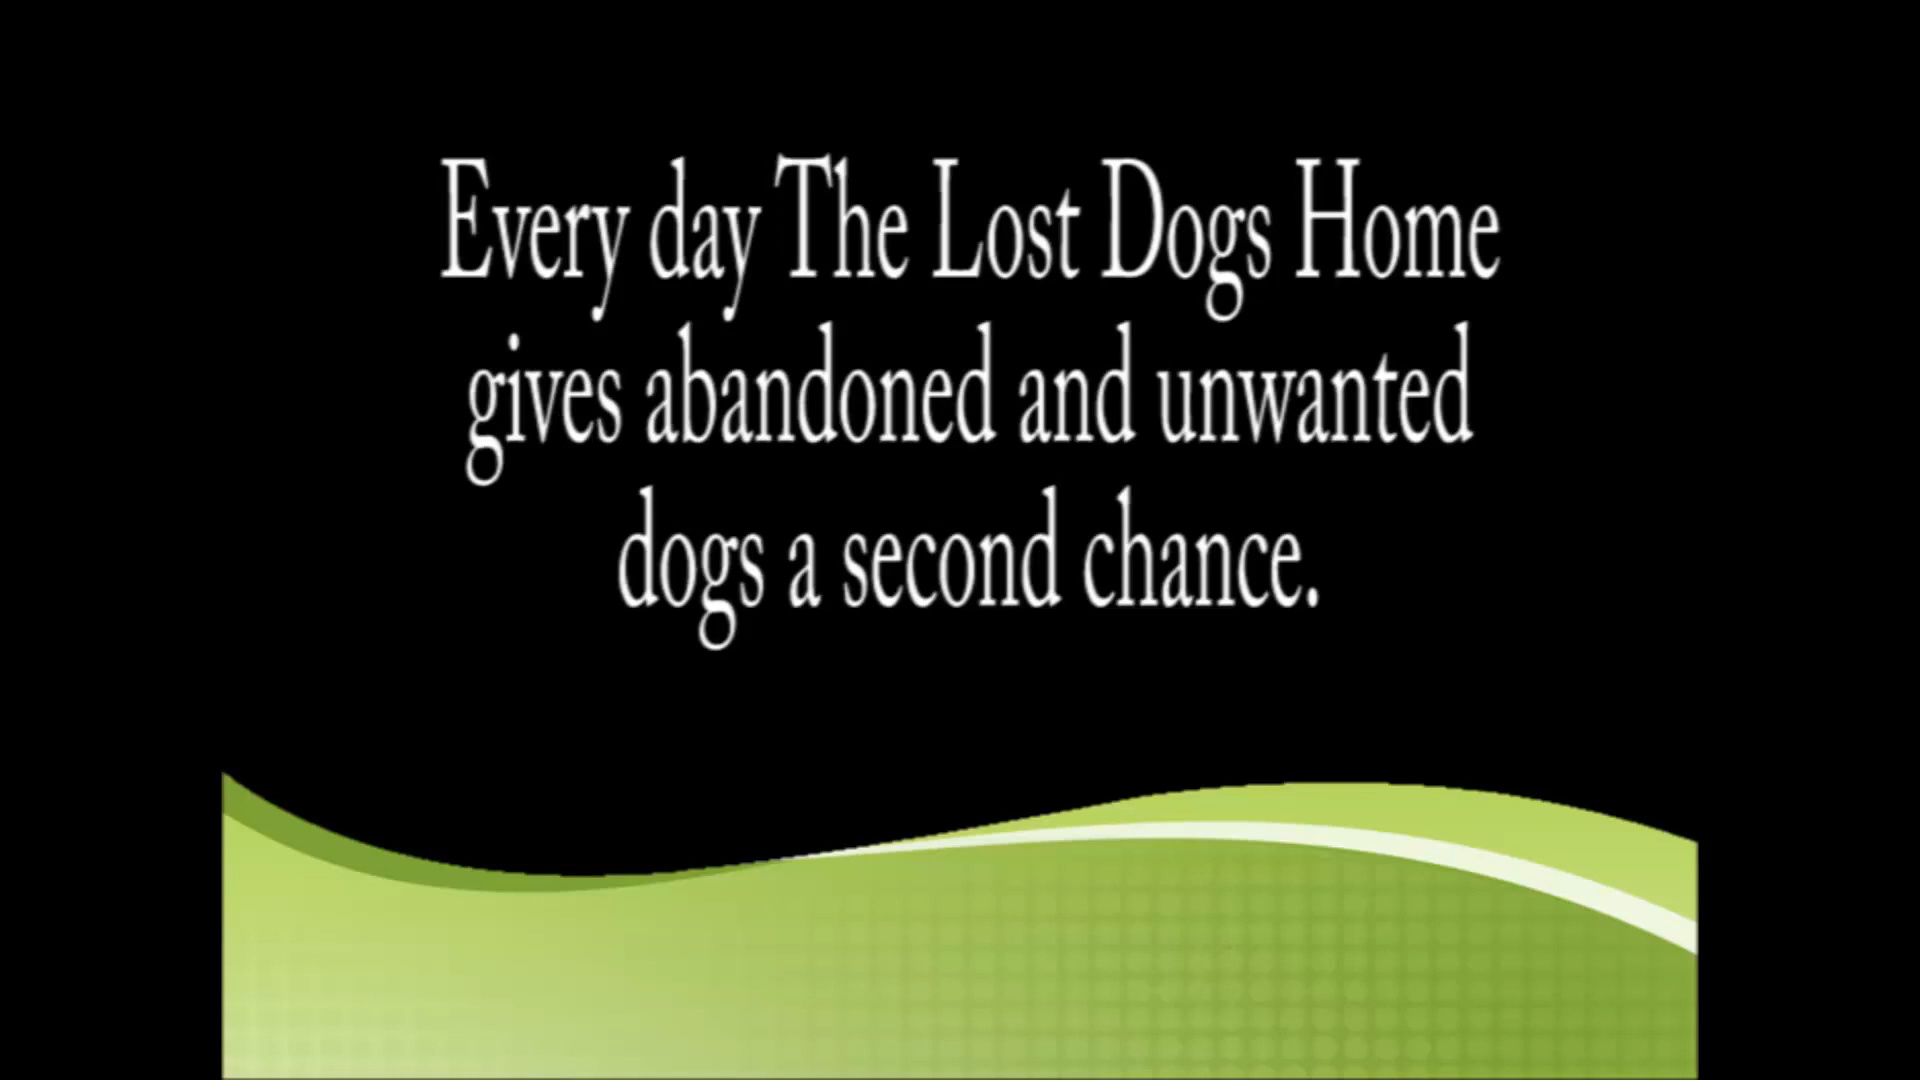 Every day The Lost Dogs Home
gives abandoned and unwanted
dogs a second chance.